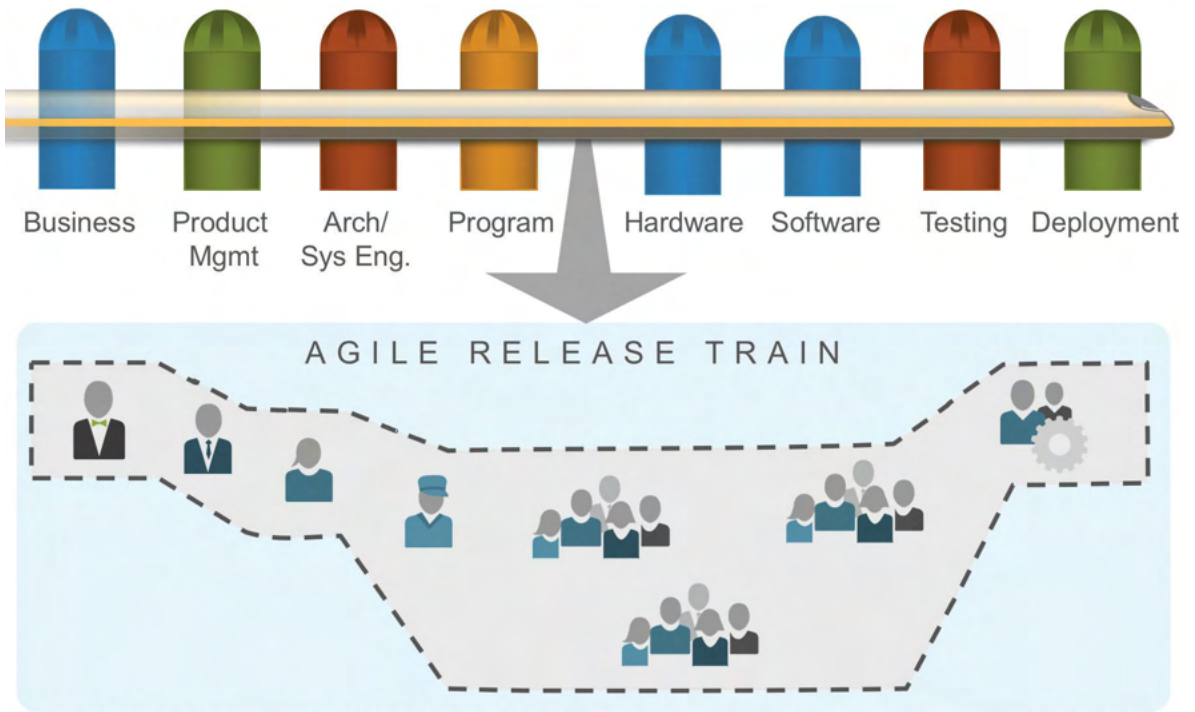 Business
Product
Mgmt
Arch/
Sys Eng.
Program
Hardware
Software
Testing
Deployment
AGILE RELEASE TRAIN